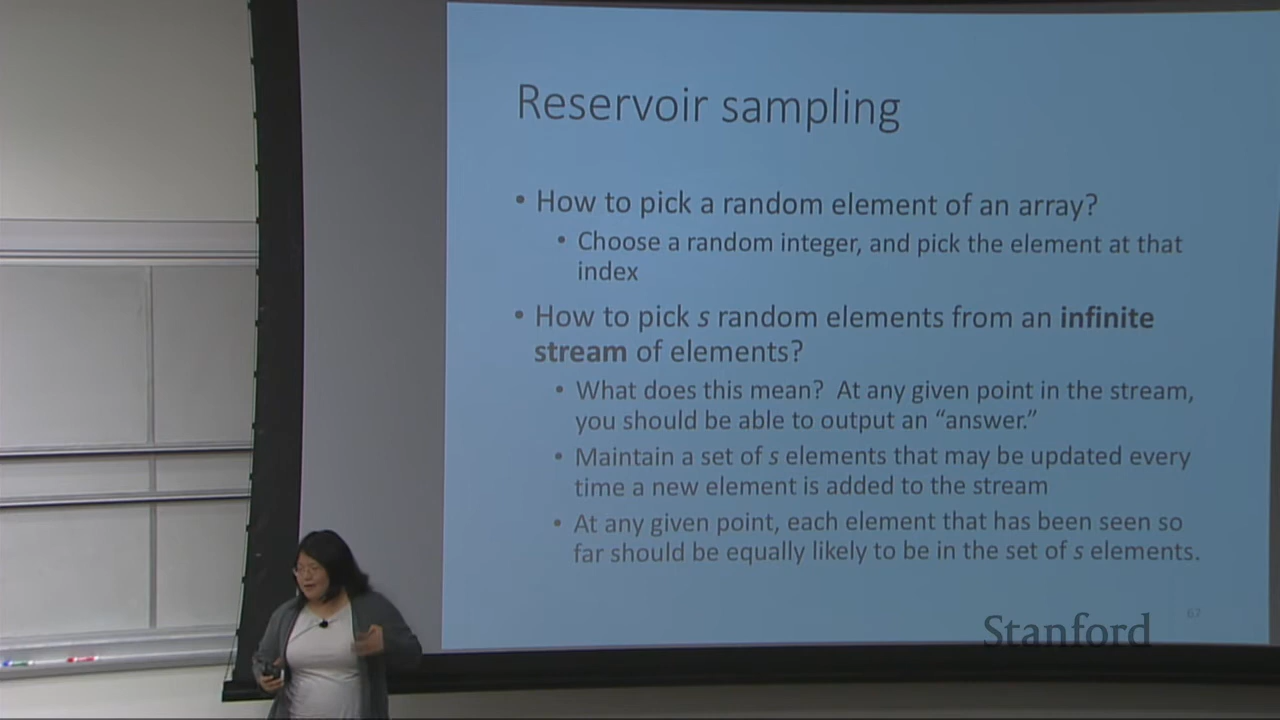 Reservoir sampling
• How to pick a random element of an array?
• Choose a random integer, and pick the element at that
index
• How to pick s random elements from an infinite
stream of elements?
• What does this mean? At any given point in the stream,
you should be able to output an “answer.”
• Maintain a set of s elements that may be updated every
time a new element is added to the stream
• At any given point, each element that has been seen so
far should be equally likely to be in the set of s elements.
67
Stanford